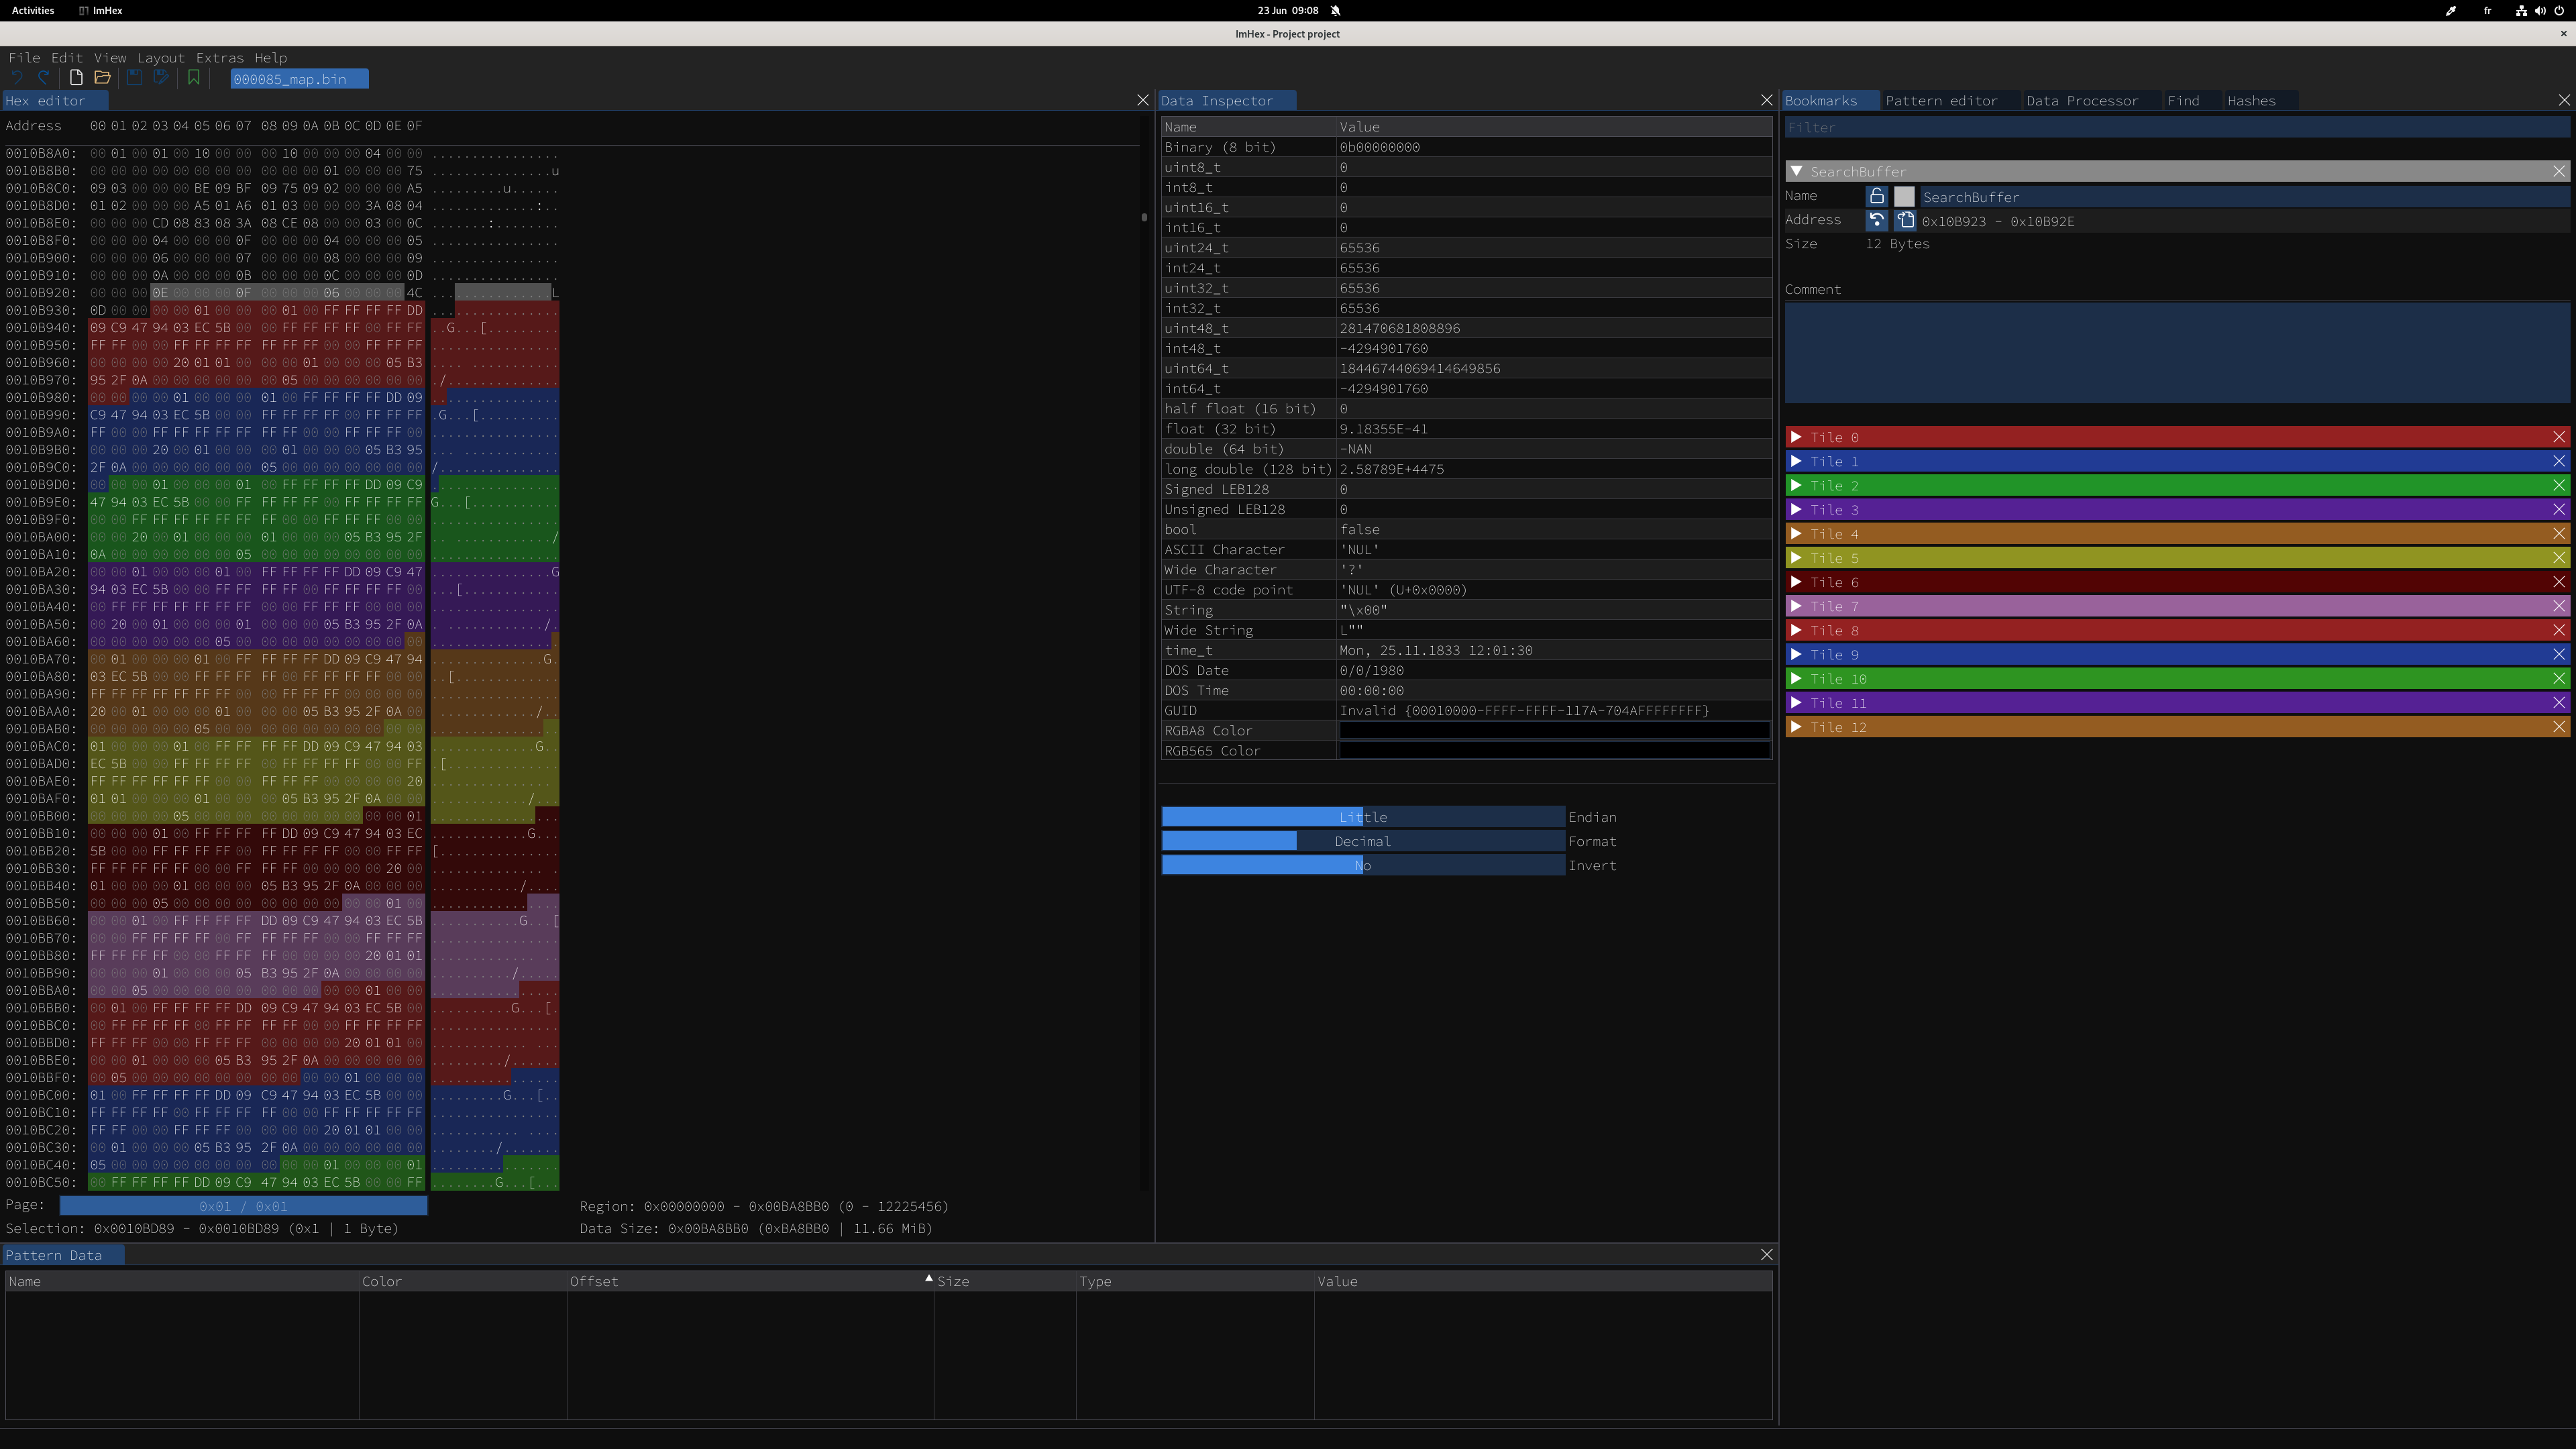 Activities ImHex 23 Jun 09:08 fr
ImHex - Project project
File Edit View Layout Extras Help
000085_map.bin
Hex editor
Address 00 01 02 03 04 05 06 07 08 09 0A 0B 0C 0D 0E 0F
0010B8A0: 00 01 00 01 00 10 00 00 00 10 00 00 00 04 00 00 ................
0010B8B0: 00 00 00 00 00 00 00 00 00 00 00 01 00 00 00 75 ...............u
0010B8C0: 09 03 00 00 00 BE 09 BF 09 75 09 02 00 00 00 A5 .........u......
0010B8D0: 01 02 00 00 00 A5 01 A6 01 03 00 00 00 3A 08 04 .............:..
0010B8E0: 00 00 00 CD 08 83 08 3A 08 CE 08 00 00 03 00 0C .......:........
0010B8F0: 00 00 00 04 00 00 00 0F 00 00 00 04 00 00 00 05 ................
0010B900: 00 00 00 06 00 00 00 07 00 00 00 08 00 00 00 09 ................
0010B910: 00 00 00 0A 00 00 00 0B 00 00 00 0C 00 00 00 0D ................
0010B920: 00 00 00 0E 00 00 00 0F 00 00 00 06 00 00 00 4C ...............L
0010B930: 0D 00 00 00 00 01 00 00 00 01 00 FF FF FF FF DD ................
0010B940: 09 C9 47 94 03 EC 5B 00 00 FF FF FF FF 00 FF FF ..G...[.........
0010B950: FF FF 00 00 FF FF FF FF FF FF 00 00 FF FF FF FF ................
0010B960: 00 00 00 00 20 01 01 00 00 00 01 00 00 00 05 B3 .... ...........
0010B970: 95 2F 0A 00 00 00 00 00 00 05 00 00 00 00 00 00 ./..............
0010B980: 00 00 00 00 01 00 00 00 01 00 FF FF FF FF DD 09 ................
0010B990: C9 47 94 03 EC 5B 00 00 FF FF FF FF 00 FF FF FF .G...[..........
0010B9A0: FF 00 00 FF FF FF FF FF FF 00 00 FF FF FF FF 00 ................
0010B9B0: 00 00 00 20 00 01 00 00 00 01 00 00 00 05 B3 95 ... ............
0010B9C0: 2F 0A 00 00 00 00 00 00 05 00 00 00 00 00 00 00 /...............
0010B9D0: 00 00 00 01 00 00 00 01 00 FF FF FF FF DD 09 C9 ................
0010B9E0: 47 94 03 EC 5B 00 00 FF FF FF FF 00 FF FF FF FF G...[...........
0010B9F0: 00 00 FF FF FF FF FF FF 00 00 FF FF FF FF 00 00 ................
0010BA00: 00 00 20 00 01 00 00 00 01 00 00 00 05 B3 95 2F .. ............/
0010BA10: 0A 00 00 00 00 00 00 05 00 00 00 00 00 00 00 00 ................
0010BA20: 00 00 01 00 00 00 01 00 FF FF FF FF DD 09 C9 47 ...............G
0010BA30: 94 03 EC 5B 00 00 FF FF FF FF 00 FF FF FF FF 00 ...[............
0010BA40: 00 FF FF FF FF FF FF 00 00 FF FF FF FF 00 00 00 ................
0010BA50: 00 20 00 01 00 00 00 01 00 00 00 05 B3 95 2F 0A . ............/.
0010BA60: 00 00 00 00 00 00 05 00 00 00 00 00 00 00 00 00 ................
0010BA70: 00 01 00 00 00 01 00 FF FF FF FF DD 09 C9 47 94 ..............G.
0010BA80: 03 EC 5B 00 00 FF FF FF FF 00 FF FF FF FF 00 00 ..[.............
0010BA90: FF FF FF FF FF FF 00 00 FF FF FF FF 00 00 00 00 ................
0010BAA0: 20 00 01 00 00 00 01 00 00 00 05 B3 95 2F 0A 00  ............/..
0010BAB0: 00 00 00 00 00 05 00 00 00 00 00 00 00 00 00 00 ................
0010BAC0: 01 00 00 00 01 00 FF FF FF FF DD 09 C9 47 94 03 .............G..
0010BAD0: EC 5B 00 00 FF FF FF FF 00 FF FF FF FF 00 00 FF .[..............
0010BAE0: FF FF FF FF FF 00 00 FF FF FF FF 00 00 00 00 20 ............... 
0010BAF0: 01 01 00 00 00 01 00 00 00 05 B3 95 2F 0A 00 00 ............/...
0010BB00: 00 00 00 00 05 00 00 00 00 00 00 00 00 00 00 01 ................
0010BB10: 00 00 00 01 00 FF FF FF FF DD 09 C9 47 94 03 EC ............G...
0010BB20: 5B 00 00 FF FF FF FF 00 FF FF FF FF 00 00 FF FF [...............
0010BB30: FF FF FF FF 00 00 FF FF FF FF 00 00 00 00 20 00 .............. .
0010BB40: 01 00 00 00 01 00 00 00 05 B3 95 2F 0A 00 00 00 .........../....
0010BB50: 00 00 00 05 00 00 00 00 00 00 00 00 00 00 01 00 ................
0010BB60: 00 00 01 00 FF FF FF FF DD 09 C9 47 94 03 EC 5B ...........G...[
0010BB70: 00 00 FF FF FF FF 00 FF FF FF FF 00 00 FF FF FF ................
0010BB80: FF FF FF 00 00 FF FF FF FF 00 00 00 00 20 01 01 ............. ..
0010BB90: 00 00 00 01 00 00 00 05 B3 95 2F 0A 00 00 00 00 ........../.....
0010BBA0: 00 00 05 00 00 00 00 00 00 00 00 00 00 01 00 00 ................
0010BBB0: 00 01 00 FF FF FF FF DD 09 C9 47 94 03 EC 5B 00 ..........G...[.
0010BBC0: 00 FF FF FF FF 00 FF FF FF FF 00 00 FF FF FF FF ................
0010BBD0: FF FF 00 00 FF FF FF FF 00 00 00 00 20 01 01 00 ............ ...
0010BBE0: 00 00 01 00 00 00 05 B3 95 2F 0A 00 00 00 00 00 ........./......
0010BBF0: 00 05 00 00 00 00 00 00 00 00 00 00 01 00 00 00 ................
0010BC00: 01 00 FF FF FF FF DD 09 C9 47 94 03 EC 5B 00 00 .........G...[..
0010BC10: FF FF FF FF 00 FF FF FF FF 00 00 FF FF FF FF FF ................
0010BC20: FF 00 00 FF FF FF FF 00 00 00 00 20 01 01 00 00 ........... ....
0010BC30: 00 01 00 00 00 05 B3 95 2F 0A 00 00 00 00 00 00 ......../.......
0010BC40: 05 00 00 00 00 00 00 00 00 00 00 01 00 00 00 01 ................
0010BC50: 00 FF FF FF FF DD 09 C9 47 94 03 EC 5B 00 00 FF ........G...[...
Page: 0x01 / 0x01
Region: 0x00000000 - 0x00BA8BB0 (0 - 12225456)
Selection: 0x0010BD89 - 0x0010BD89 (0x1 | 1 Byte)
Data Size: 0x00BA8BB0 (0xBA8BB0 | 11.66 MiB)
Data Inspector
Name Value
Binary (8 bit) 0b00000000
uint8_t 0
int8_t 0
uint16_t 0
int16_t 0
uint24_t 65536
int24_t 65536
uint32_t 65536
int32_t 65536
uint48_t 281470681808896
int48_t -4294901760
uint64_t 18446744069414649856
int64_t -4294901760
half float (16 bit) 0
float (32 bit) 9.18355E-41
double (64 bit) -NAN
long double (128 bit) 2.58789E+4475
Signed LEB128 0
Unsigned LEB128 0
bool false
ASCII Character 'NUL'
Wide Character '?'
UTF-8 code point 'NUL' (U+0x0000)
String "\x00"
Wide String L""
time_t Mon, 25.11.1833 12:01:30
DOS Date 0/0/1980
DOS Time 00:00:00
GUID Invalid {00010000-FFFF-FFFF-117A-704AFFFFFFFF}
RGBA8 Color
RGB565 Color
Little Endian
Decimal Format
No Invert
Bookmarks Pattern editor Data Processor Find Hashes
Filter
SearchBuffer
Name SearchBuffer
Address 0x10B923 - 0x10B92E
Size 12 Bytes
Comment
Tile 0
Tile 1
Tile 2
Tile 3
Tile 4
Tile 5
Tile 6
Tile 7
Tile 8
Tile 9
Tile 10
Tile 11
Tile 12
Pattern Data
Name Color Offset Size Type Value